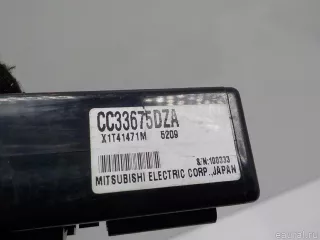 CC33675DZA
X1T41471M 5209
S/N:100333
MITSUBISHI ELECTRIC CORP.,JAPAN